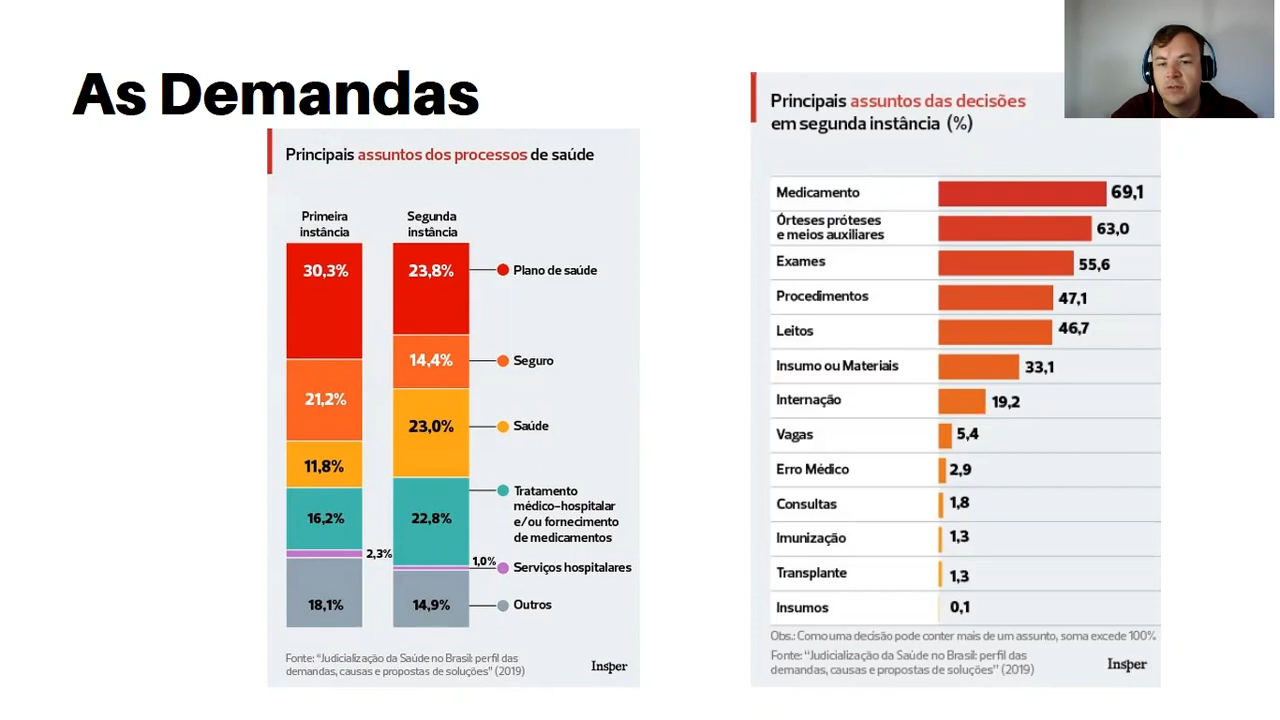 As Demandas
Principais assuntos dos processos de saúde
Primeira
instância
Segunda
instância
30,3%
23,8%
Plano de saúde
14,4%
Seguro
21,2%
23,0%
Saúde
11,8%
16,2%
22,8%
Tratamento
médico-hospitalar
e/ou fornecimento
de medicamentos
2,3%
1,0%
Serviços hospitalares
18,1%
14,9%
Outros
Fonte: “Judicialização da Saúde no Brasil: perfil das
demandas, causas e propostas de soluções” (2019)
Insper
Principais assuntos das decisões
em segunda instância (%)
Medicamento 69,1
Órteses próteses
e meios auxiliares 63,0
Exames 55,6
Procedimentos 47,1
Leitos 46,7
Insumo ou Materiais 33,1
Internação 19,2
Vagas 5,4
Erro Médico 2,9
Consultas 1,8
Imunização 1,3
Transplante 1,3
Insumos 0,1
Obs.: Como uma decisão pode conter mais de um assunto, soma excede 100%
Fonte: “Judicialização da Saúde no Brasil: perfil das
demandas, causas e propostas de soluções” (2019)
Insper